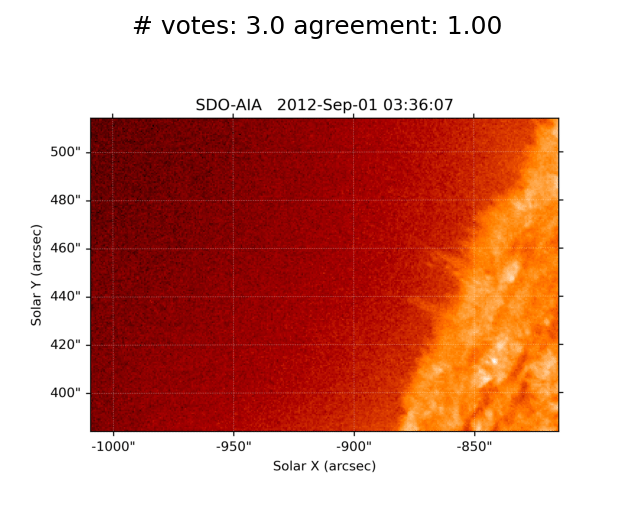 # votes: 3.0 agreement: 1.00
SDO-AIA 2012-Sep-01 03:36:07
500"
480"
460"
440"
420"
400"
Solar Y (arcsec)
-1000" -950" -900" -850"
Solar X (arcsec)